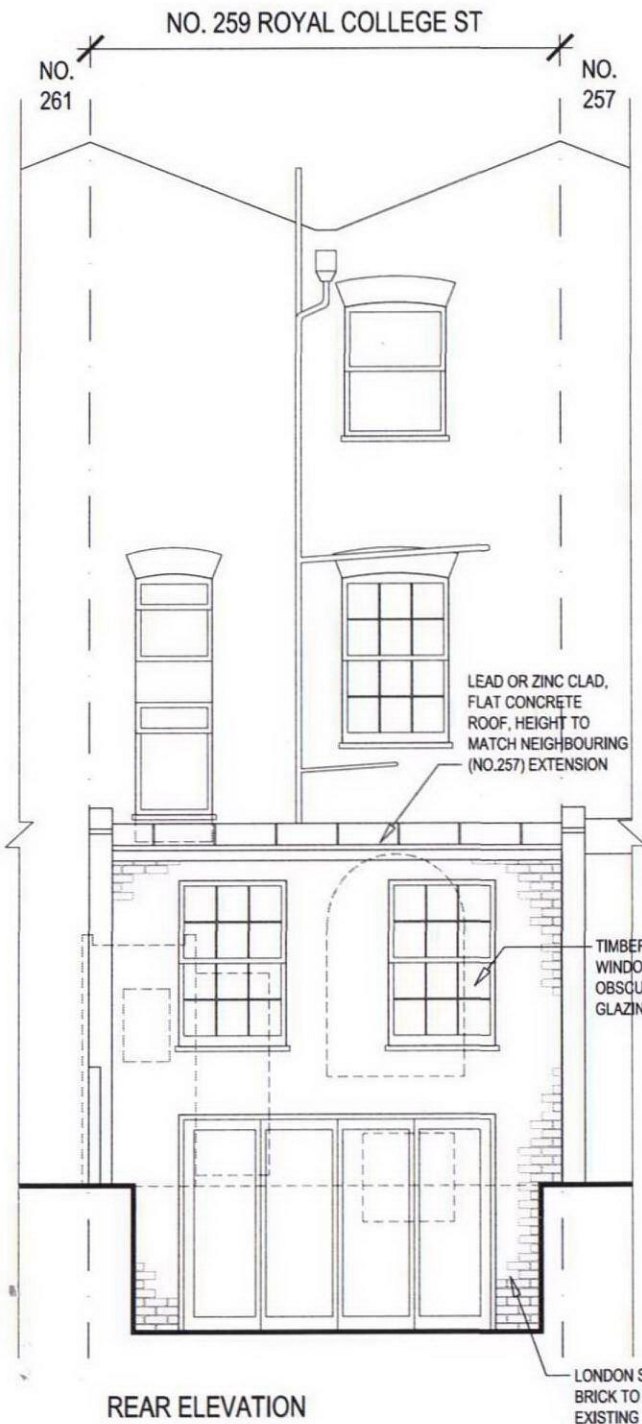 NO. 259 ROYAL COLLEGE ST
NO.
261
NO.
257
LEAD OR ZINC CLAD,
FLAT CONCRETE
ROOF, HEIGHT TO
MATCH NEIGHBOURING
(NO.257) EXTENSION
TIMBER
WINDO
OBSCU
GLAZIN
LONDON S
BRICK TO
EXISTING
REAR ELEVATION